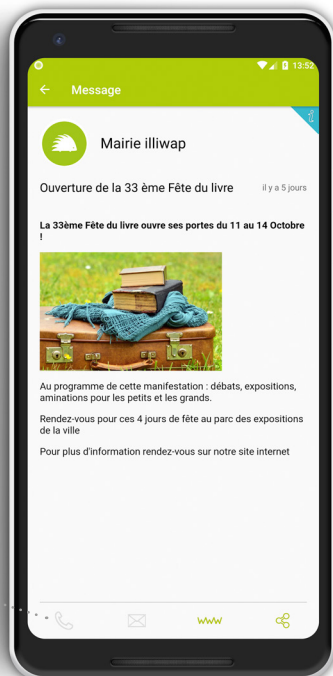 13:52
Message
i
Mairie illiwap
Ouverture de la 33 ème Fête du livre
il y a 5 jours
La 33ème Fête du livre ouvre ses portes du 11 au 14 Octobre
!
Au programme de cette manifestation : débats, expositions,
aminations pour les petits et les grands.
Rendez-vous pour ces 4 jours de fête au parc des expositions
de la ville
Pour plus d'information rendez-vous sur notre site internet
www